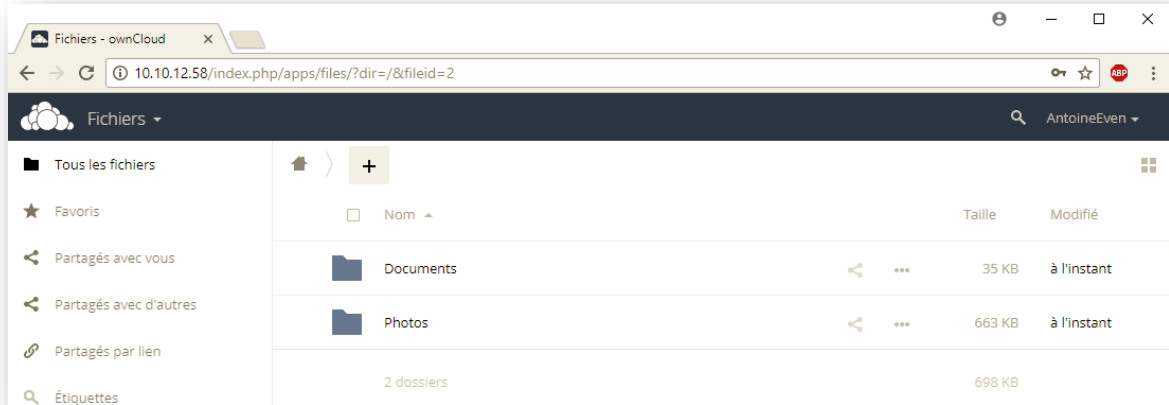 Fichiers - ownCloud
10.10.12.58/index.php/apps/files/?dir=/&fileid=2
ABP
Fichiers
AntoineEven
Tous les fichiers
Favoris
Partagés avec vous
Partagés avec d'autres
Partagés par lien
Étiquettes
Nom Taille Modifié
Documents 35 KB à l'instant
Photos 663 KB à l'instant
2 dossiers 698 KB